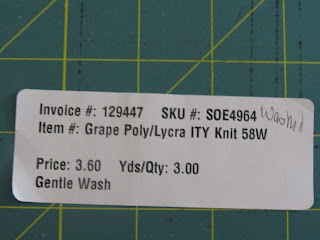 Invoice #: 129447 SKU #: SOE4964 Washed
Item #: Grape Poly/Lycra ITY Knit 58W
Price: 3.60 Yds/Qty: 3.00
Gentle Wash